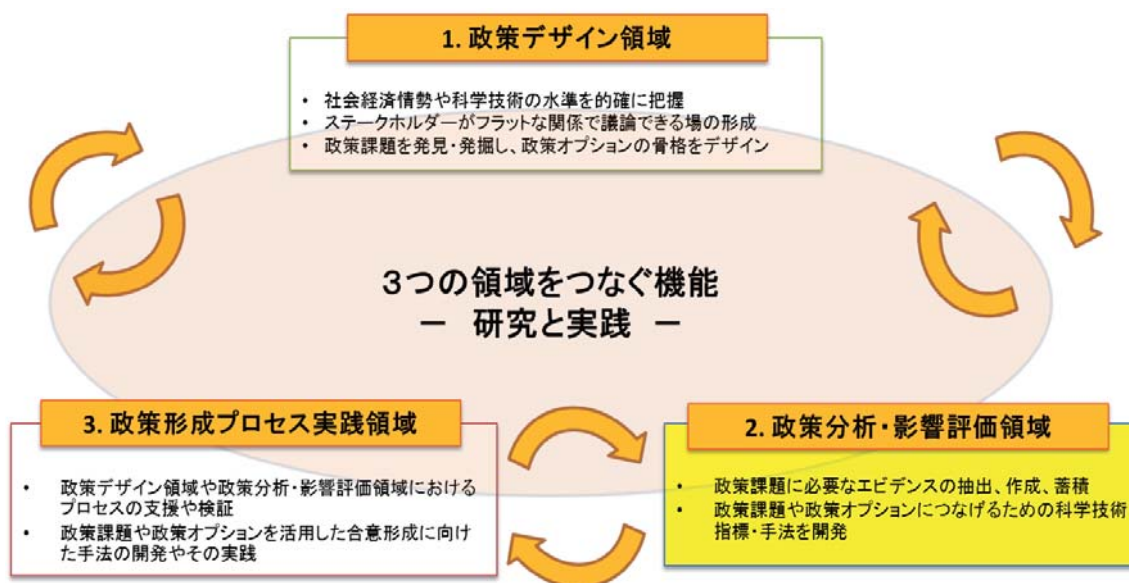 1. 政策デザイン領域
• 社会経済情勢や科学技術の水準を的確に把握
• ステークホルダーがフラットな関係で議論できる場の形成
• 政策課題を発見・発掘し、政策オプションの骨格をデザイン
３つの領域をつなぐ機能
－ 研究と実践 －
3. 政策形成プロセス実践領域
• 政策デザイン領域や政策分析・影響評価領域における
プロセスの支援や検証
• 政策課題や政策オプションを活用した合意形成に向け
た手法の開発やその実践
2. 政策分析・影響評価領域
• 政策課題に必要なエビデンスの抽出、作成、蓄積
• 政策課題や政策オプションにつなげるための科学技術
指標・手法を開発